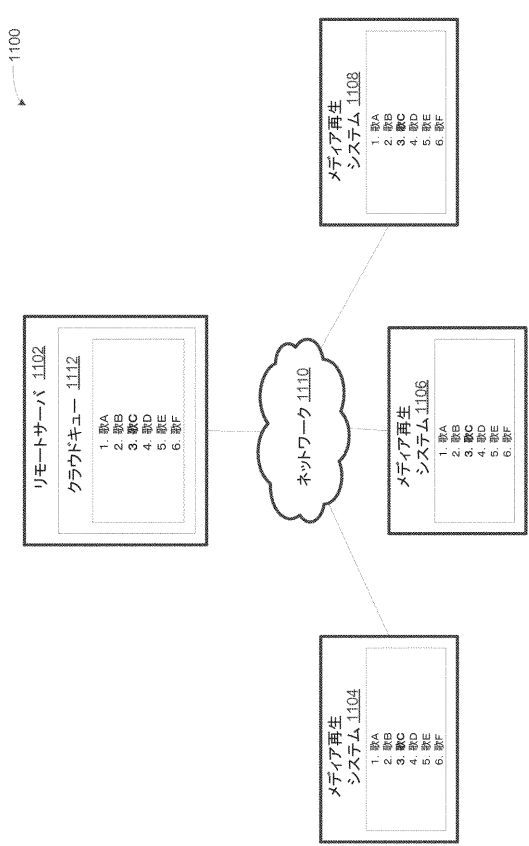 1100
リモートサーバ 1102
クラウドキュー 1112
1. 歌A
2. 歌B
3. 歌C
4. 歌D
5. 歌E
6. 歌F
ネットワーク 1110
メディア再生
システム 1104
1. 歌A
2. 歌B
3. 歌C
4. 歌D
5. 歌E
6. 歌F
メディア再生
システム 1106
1. 歌A
2. 歌B
3. 歌C
4. 歌D
5. 歌E
6. 歌F
メディア再生
システム 1108
1. 歌A
2. 歌B
3. 歌C
4. 歌D
5. 歌E
6. 歌F